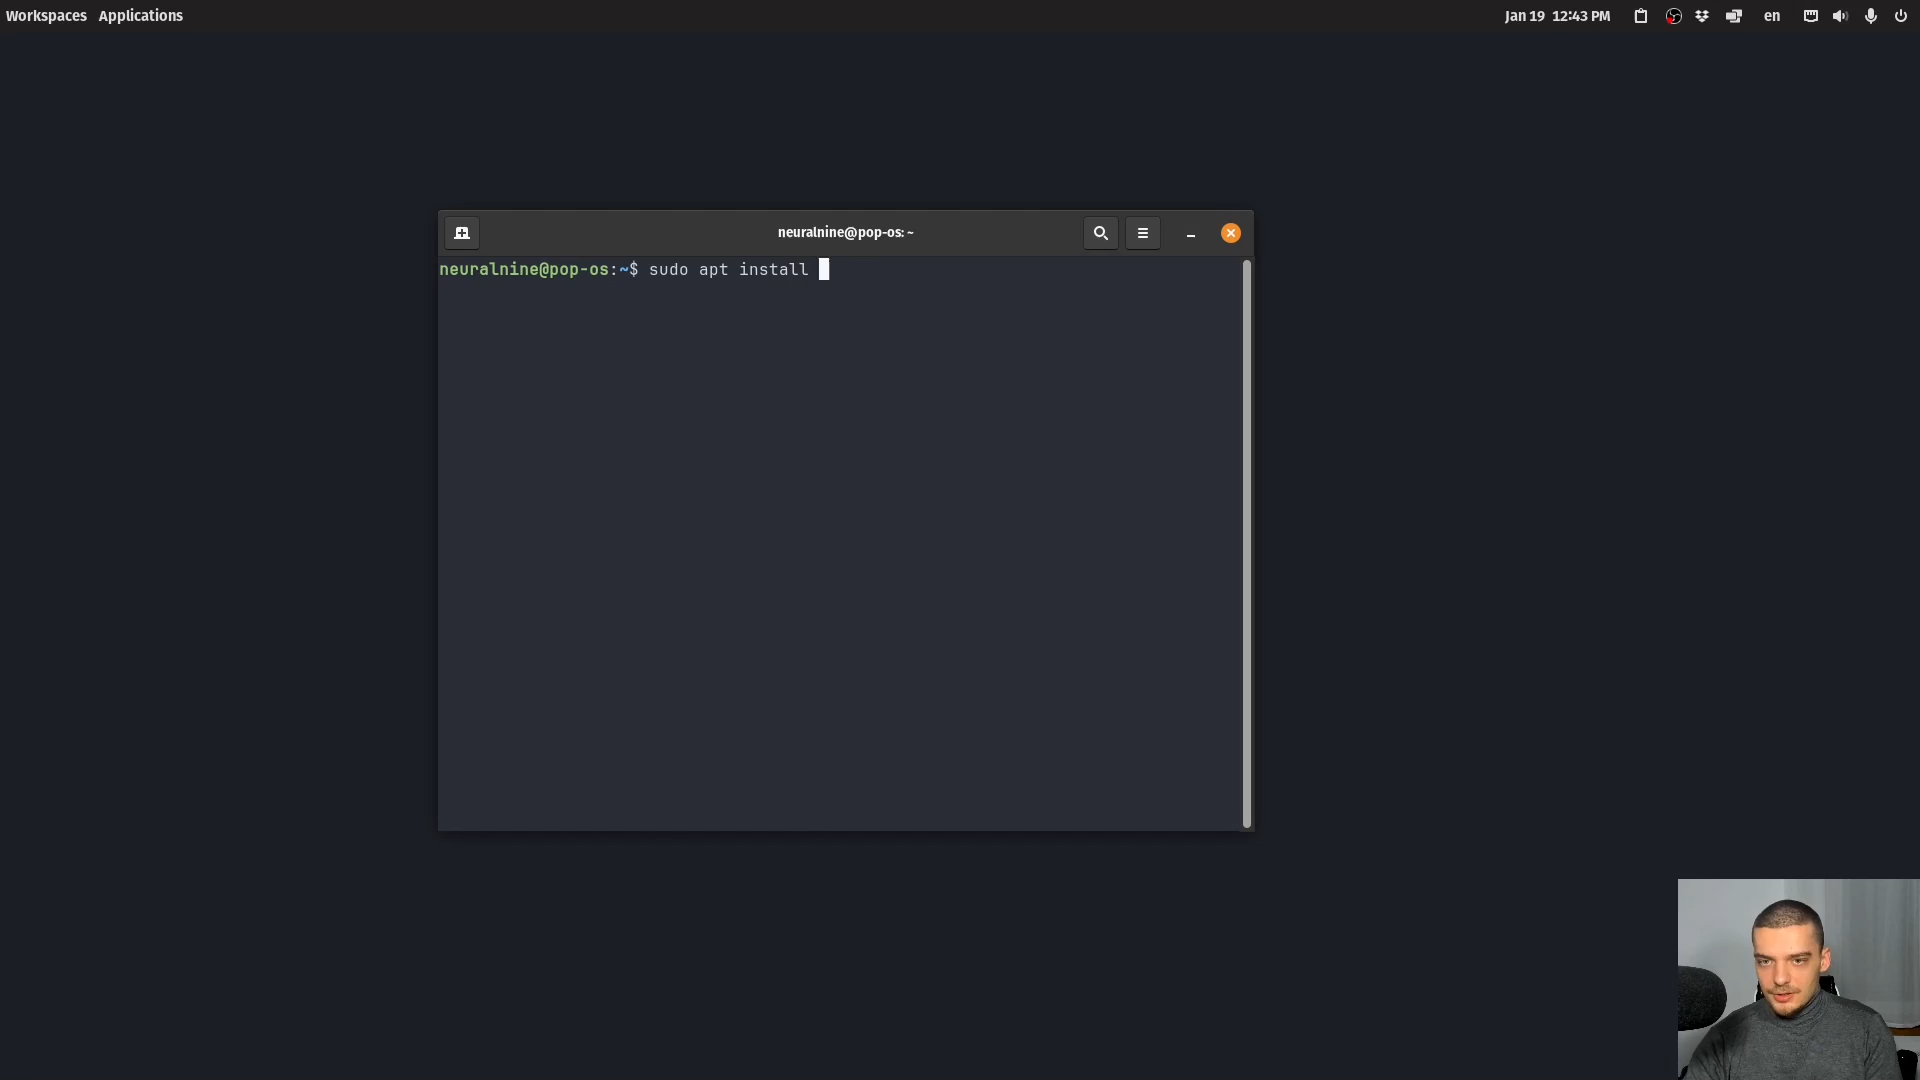 Workspaces Applications
Jan 19 12:43 PM
en
neuralnine@pop-os: ~
neuralnine@pop-os:~$ sudo apt install